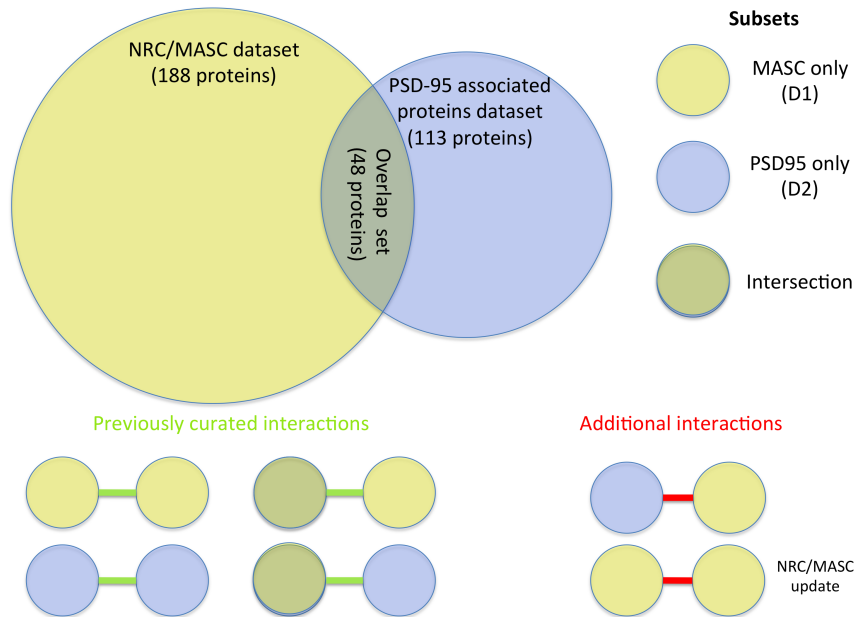 NRC/MASC dataset
(188 proteins)
PSD-95 associated
proteins dataset
(113 proteins)
Overlap set
(48 proteins)
Subsets
MASC only
(D1)
PSD95 only
(D2)
Intersection
Previously curated interactions
Additional interactions
NRC/MASC
update